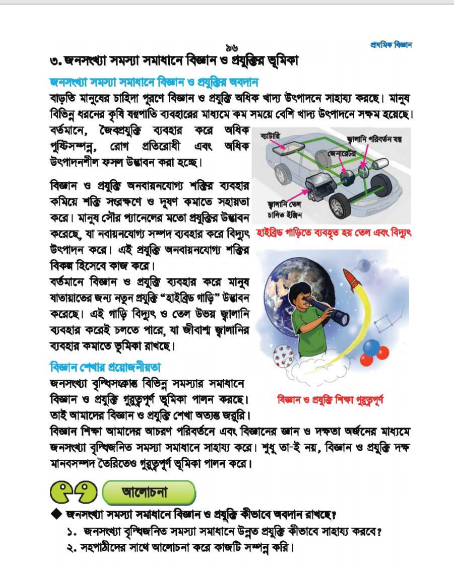 ৯৬
প্রাথমিক বিজ্ঞান
৩. জনসংখ্যা সমস্যা সমাধানে বিজ্ঞান ও প্রযুক্তির ভূমিকা
জনসংখ্যা সমস্যা সমাধানে বিজ্ঞান ও প্রযুক্তির অবদান
বাড়তি মানুষের চাহিদা পূরণে বিজ্ঞান ও প্রযুক্তি অধিক খাদ্য উৎপাদনে সাহায্য করছে। মানুষ
বিভিন্ন ধরনের কৃষি যন্ত্রপাতি ব্যবহারের মাধ্যমে কম সময়ে বেশি খাদ্য উৎপাদনে সক্ষম হয়েছে।
বর্তমানে, জৈবপ্রযুক্তি ব্যবহার করে অধিক
পুষ্টিসম্পন্ন, রোগ প্রতিরোধী এবং অধিক
উৎপাদনশীল ফসল উদ্ভাবন করা হচ্ছে।
ব্যাটারি
জ্বালানি পরিবর্তন যন্ত্র
জেনারেটর
জ্বালানি তেল
চালিত ইঞ্জিন
হাইব্রিড গাড়িতে ব্যবহৃত হয় তেল এবং বিদ্যুৎ
বিজ্ঞান ও প্রযুক্তি অনবায়নযোগ্য শক্তির ব্যবহার
কমিয়ে শক্তি সংরক্ষণে ও দূষণ কমাতে সহায়তা
করে। মানুষ সৌর প্যানেলের মতো প্রযুক্তির উদ্ভাবন
করেছে, যা নবায়নযোগ্য সম্পদ ব্যবহার করে বিদ্যুৎ
উৎপাদন করে। এই প্রযুক্তি অনবায়নযোগ্য শক্তির
বিকল্প হিসেবে কাজ করে।
বর্তমানে বিজ্ঞান ও প্রযুক্তি ব্যবহার করে মানুষ
যাতায়াতের জন্য নতুন প্রযুক্তি “হাইব্রিড গাড়ি” উদ্ভাবন
করেছে। এই গাড়ি বিদ্যুৎ ও তেল উভয় জ্বালানি
ব্যবহার করেই চলতে পারে, যা জীবাশ্ম জ্বালানির
ব্যবহার কমাতে ভূমিকা রাখছে।
বিজ্ঞান শেখার প্রয়োজনীয়তা
জনসংখ্যা বৃদ্ধিসংক্রান্ত বিভিন্ন সমস্যার সমাধানে
বিজ্ঞান ও প্রযুক্তি গুরুত্বপূর্ণ ভূমিকা পালন করছে।
তাই আমাদের বিজ্ঞান ও প্রযুক্তি শেখা অত্যন্ত জরুরি।
বিজ্ঞান ও প্রযুক্তি শিক্ষা গুরুত্বপূর্ণ
বিজ্ঞান শিক্ষা আমাদের আচরণ পরিবর্তনে এবং বিজ্ঞানের জ্ঞান ও দক্ষতা অর্জনের মাধ্যমে
জনসংখ্যা বৃদ্ধিজনিত সমস্যা সমাধানে সাহায্য করে। শুধু তা-ই নয়, বিজ্ঞান ও প্রযুক্তি দক্ষ
মানবসম্পদ তৈরিতেও গুরুত্বপূর্ণ ভূমিকা পালন করে।
আলোচনা
◆ জনসংখ্যা সমস্যা সমাধানে বিজ্ঞান ও প্রযুক্তি কীভাবে অবদান রাখছে?
১. জনসংখ্যা বৃদ্ধিজনিত সমস্যা সমাধানে উন্নত প্রযুক্তি কীভাবে সাহায্য করবে?
২. সহপাঠীদের সাথে আলোচনা করে কাজটি সম্পন্ন করি।